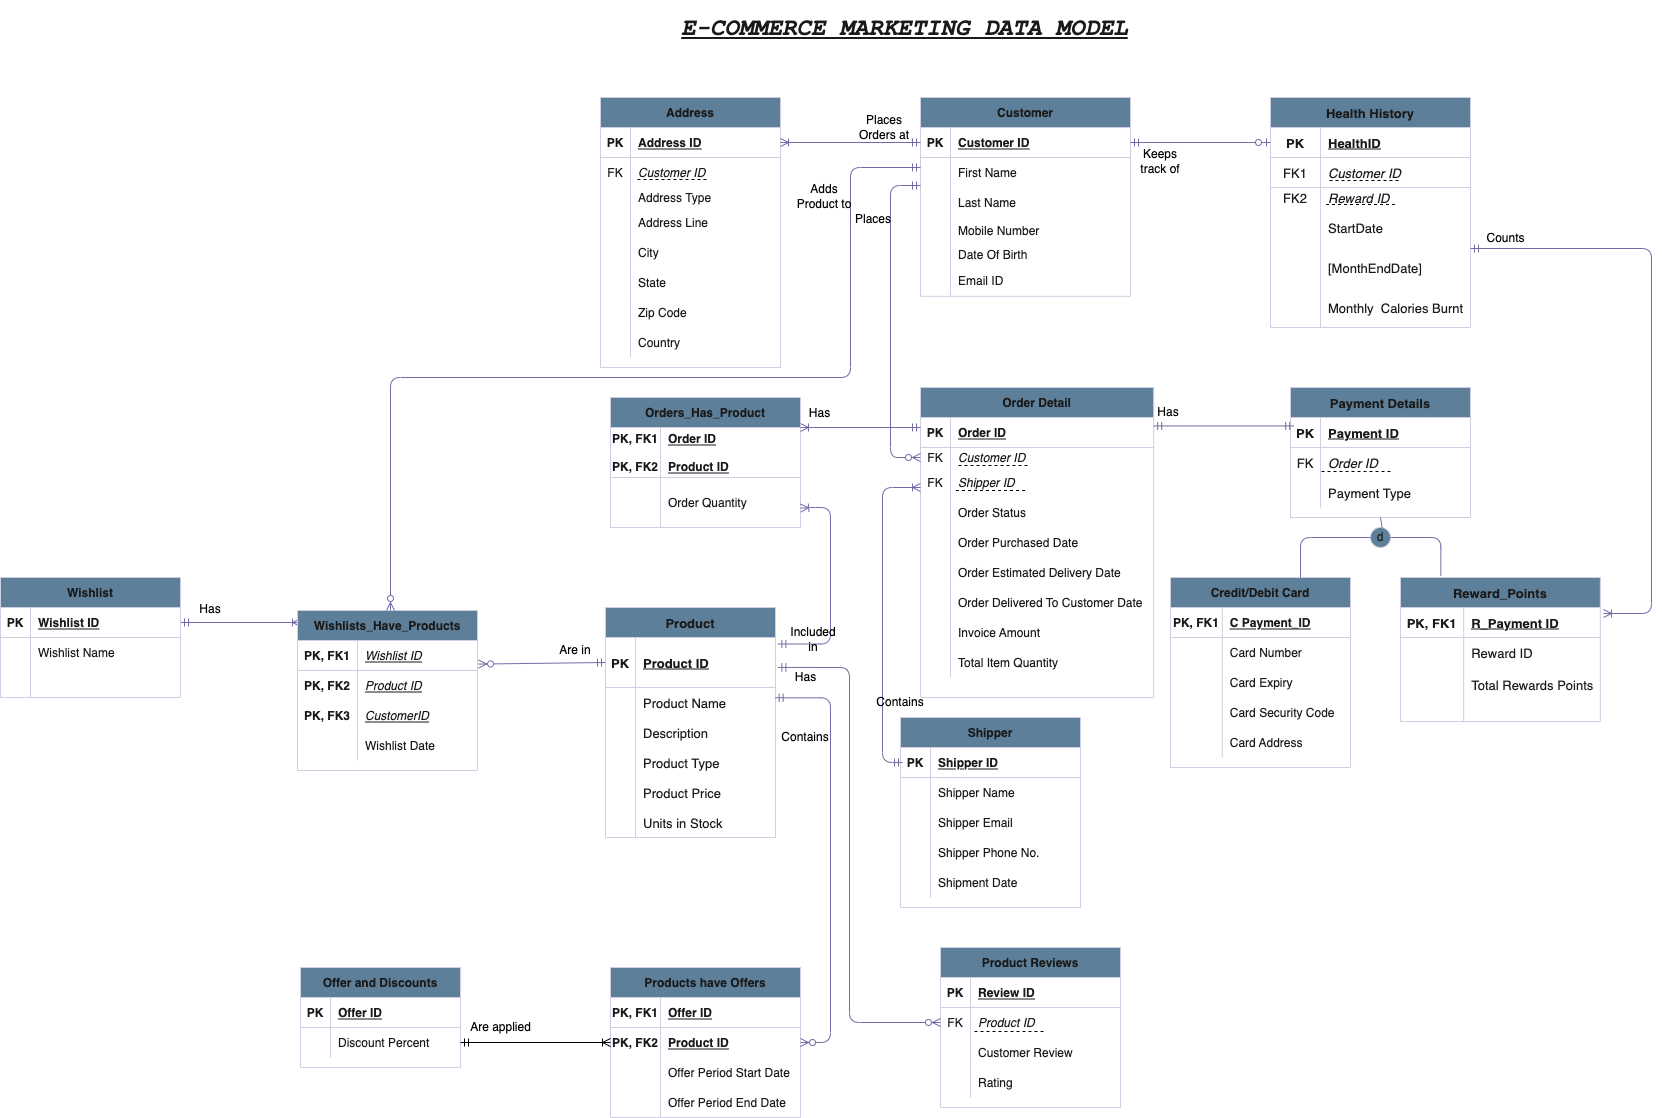 E-COMMERCE MARKETING DATA MODEL
Address
PK Address ID
FK Customer ID
Address Type
Address Line
City
State
Zip Code
Country
Places
Orders at
Customer
PK Customer ID
First Name
Last Name
Mobile Number
Date Of Birth
Email ID
Keeps
track of
Health History
PK HealthID
FK1 Customer ID
FK2 Reward ID
StartDate
[MonthEndDate]
Monthly Calories Burnt
Counts
Adds
Product to
Places
Orders_Has_Product
PK, FK1 Order ID
PK, FK2 Product ID
Order Quantity
Has
Order Detail
PK Order ID
FK Customer ID
FK Shipper ID
Order Status
Order Purchased Date
Order Estimated Delivery Date
Order Delivered To Customer Date
Invoice Amount
Total Item Quantity
Has
Payment Details
PK Payment ID
FK Order ID
Payment Type
d
Credit/Debit Card
PK, FK1 C Payment_ID
Card Number
Card Expiry
Card Security Code
Card Address
Reward_Points
PK, FK1 R_Payment ID
Reward ID
Total Rewards Points
Wishlist
PK Wishlist ID
Wishlist Name
Has
Wishlists_Have_Products
PK, FK1 Wishlist ID
PK, FK2 Product ID
PK, FK3 CustomerID
Wishlist Date
Are in
Product
PK Product ID
Product Name
Description
Product Type
Product Price
Units in Stock
Included
in
Has
Contains
Contains
Shipper
PK Shipper ID
Shipper Name
Shipper Email
Shipper Phone No.
Shipment Date
Offer and Discounts
PK Offer ID
Discount Percent
Are applied
Products have Offers
PK, FK1 Offer ID
PK, FK2 Product ID
Offer Period Start Date
Offer Period End Date
Product Reviews
PK Review ID
FK Product ID
Customer Review
Rating